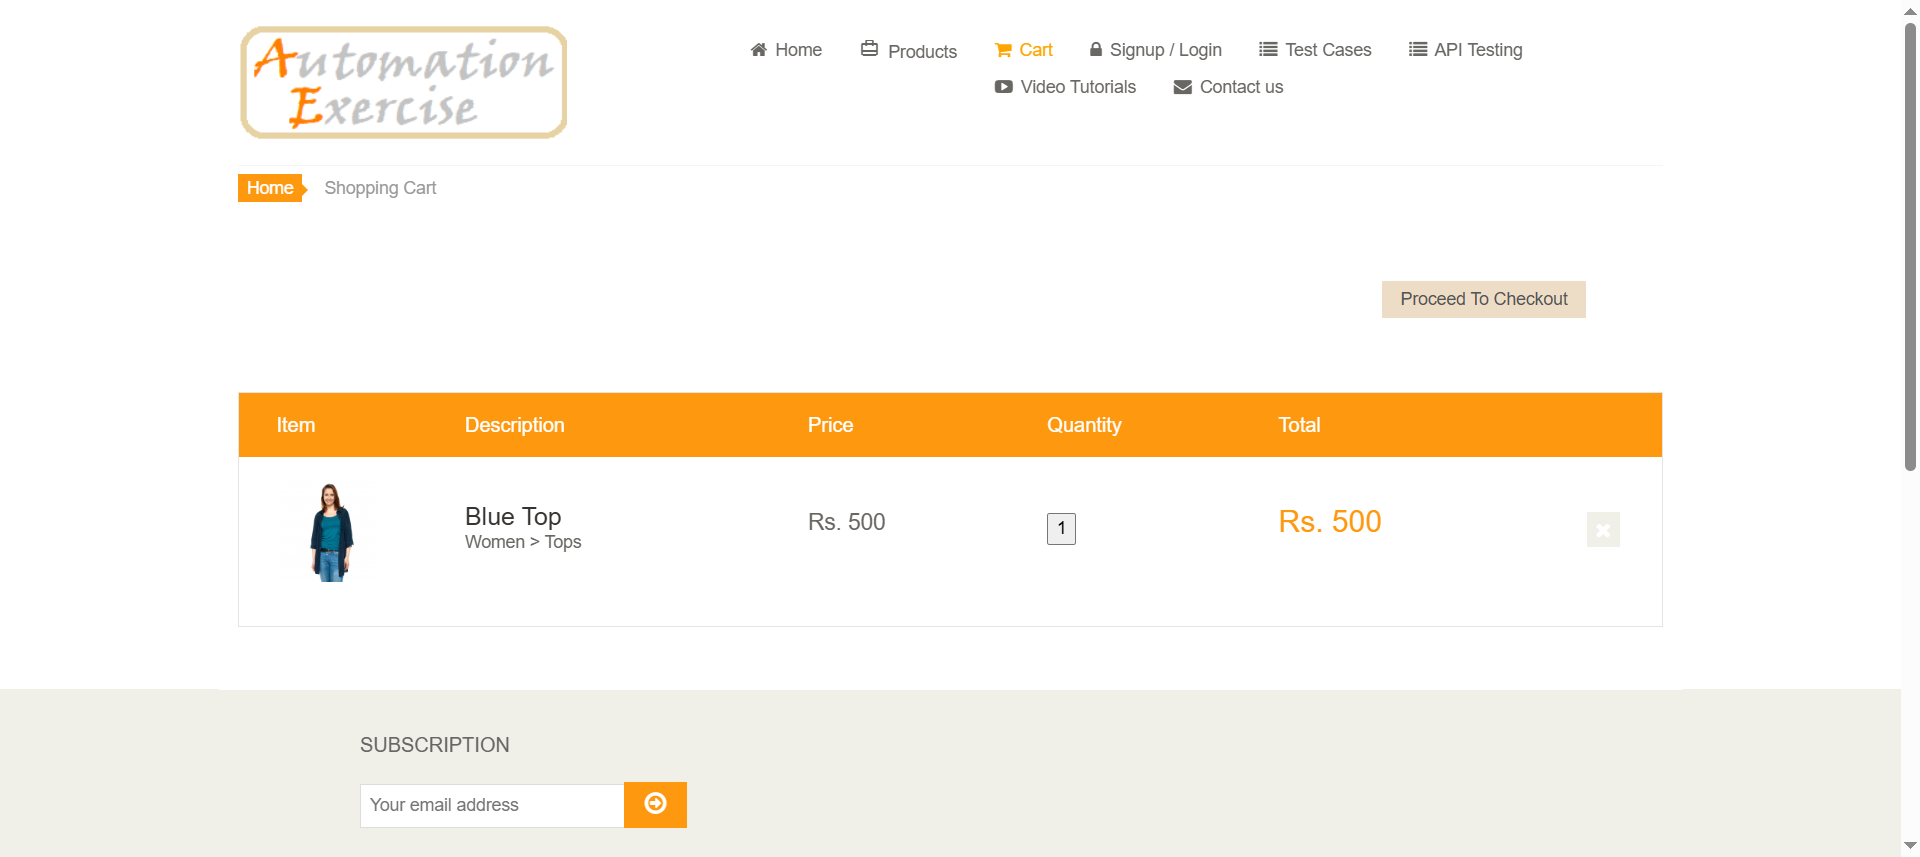 Automation
Exercise
Home Products Cart Signup / Login Test Cases API Testing
Video Tutorials Contact us
Home Shopping Cart
Proceed To Checkout
Item Description Price Quantity Total
Blue Top Rs. 500 1 Rs. 500
Women > Tops
SUBSCRIPTION
Your email address